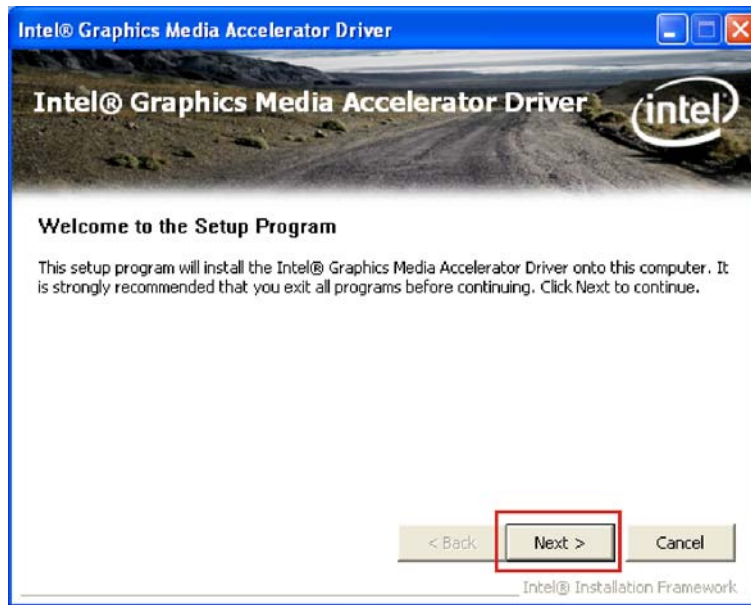 Intel® Graphics Media Accelerator Driver
Intel® Graphics Media Accelerator Driver
intel
Welcome to the Setup Program
This setup program will install the Intel® Graphics Media Accelerator Driver onto this computer. It
is strongly recommended that you exit all programs before continuing. Click Next to continue.
< Back Next > Cancel
Intel® Installation Framework